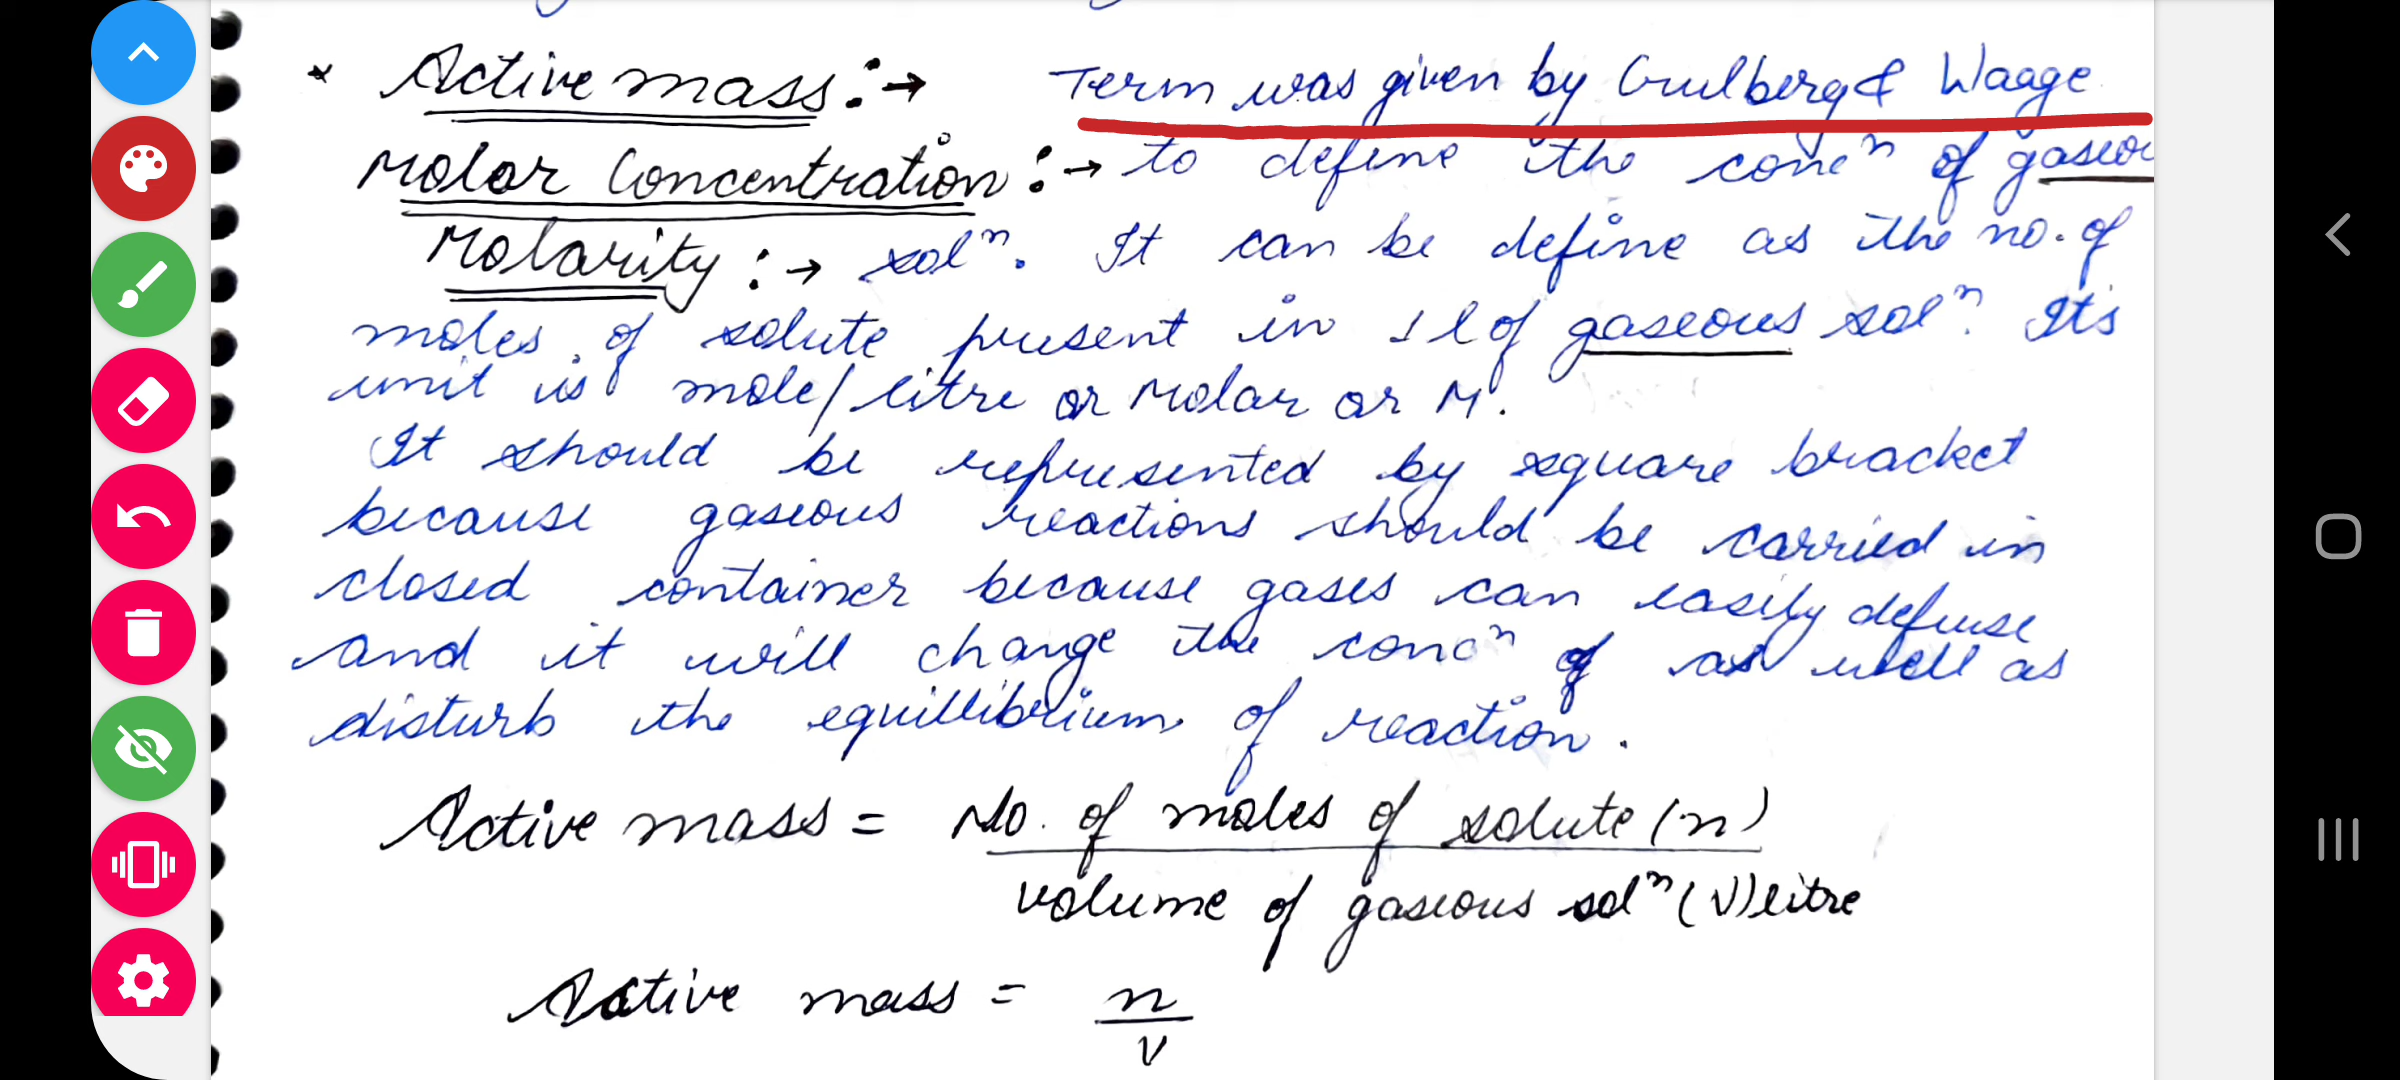 * Active mass :→ Term was given by Gulberg & Waage
Molar Concentration :→ to define the concⁿ of gaseou
Molarity :→ solⁿ. It can be define as the no. of
moles of solute present in 1 l of gaseous solⁿ. Its
unit is mole/litre or Molar or M.
It should be represented by square bracket
because gaseous reactions should be carried in
closed container because gases can easily defuse
and it will change the concⁿ of as well as
disturb the equillibrium of reaction.
Active mass = No. of moles of solute (n)
volume of gaseous solⁿ (V) litre
Active mass = n
v